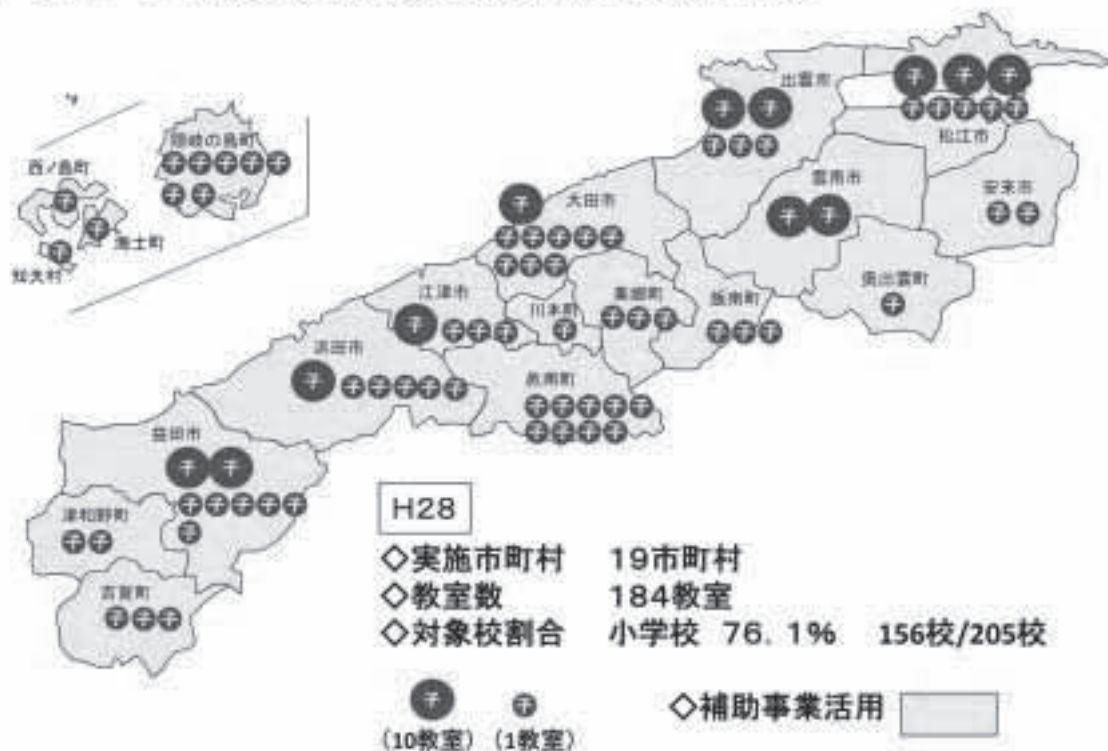 出雲市
松江市
隠岐の島町
西ノ島町
海士町
知夫村
雲南市
安来市
大田市
奥出雲町
江津市
美郷町
飯南町
川本町
浜田市
邑南町
益田市
津和野町
吉賀町
H28
◇実施市町村 19市町村
◇教室数 184教室
◇対象校割合 小学校 76.1% 156校/205校
子 子
(10教室) (1教室)
◇補助事業活用